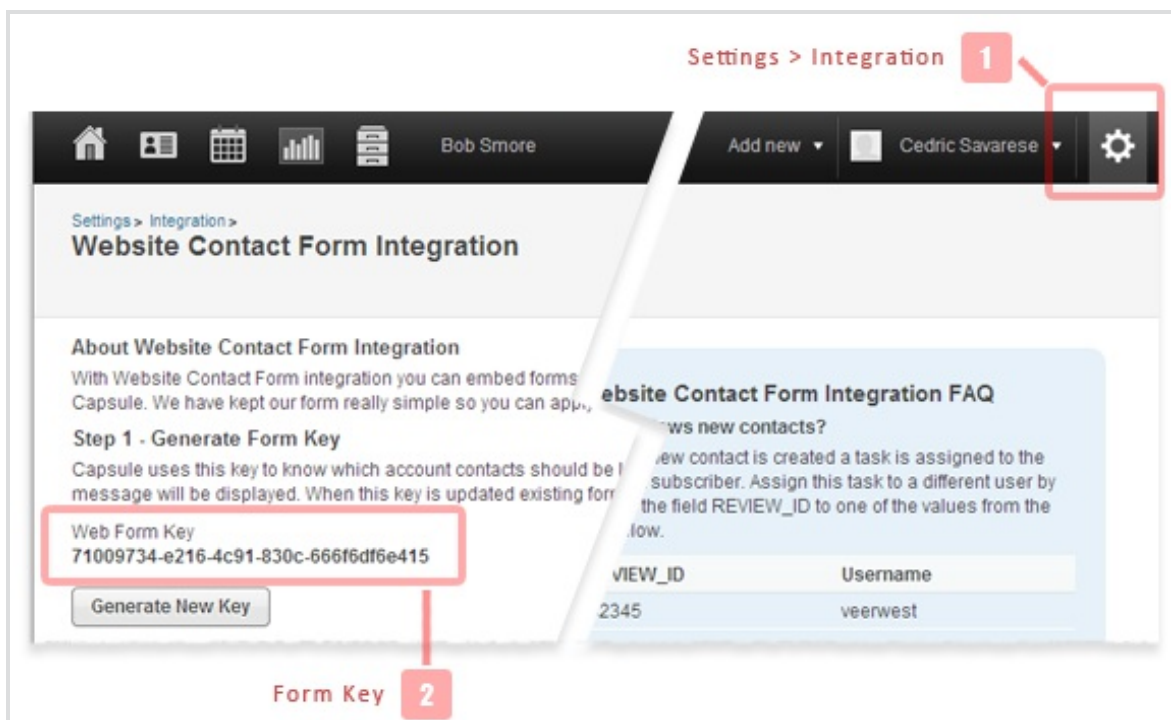 Settings > Integration 1
Bob Smore
Add new
Cedric Savarese
Settings > Integration >
Website Contact Form Integration
About Website Contact Form Integration
With Website Contact Form integration you can embed forms
Capsule. We have kept our form really simple so you can
Step 1 - Generate Form Key
Capsule uses this key to know which account contacts should be
message will be displayed. When this key is updated existing
Web Form Key
71009734-e216-4c91-830c-666f6df6e415
Generate New Key
ebsite Contact Form Integration FAQ
ws new contacts?
ew contact is created a task is assigned to the
subscriber. Assign this task to a different user by
the field REVIEW_ID to one of the values from the
low.
VIEW_ID Username
2345 veerwest
Form Key 2